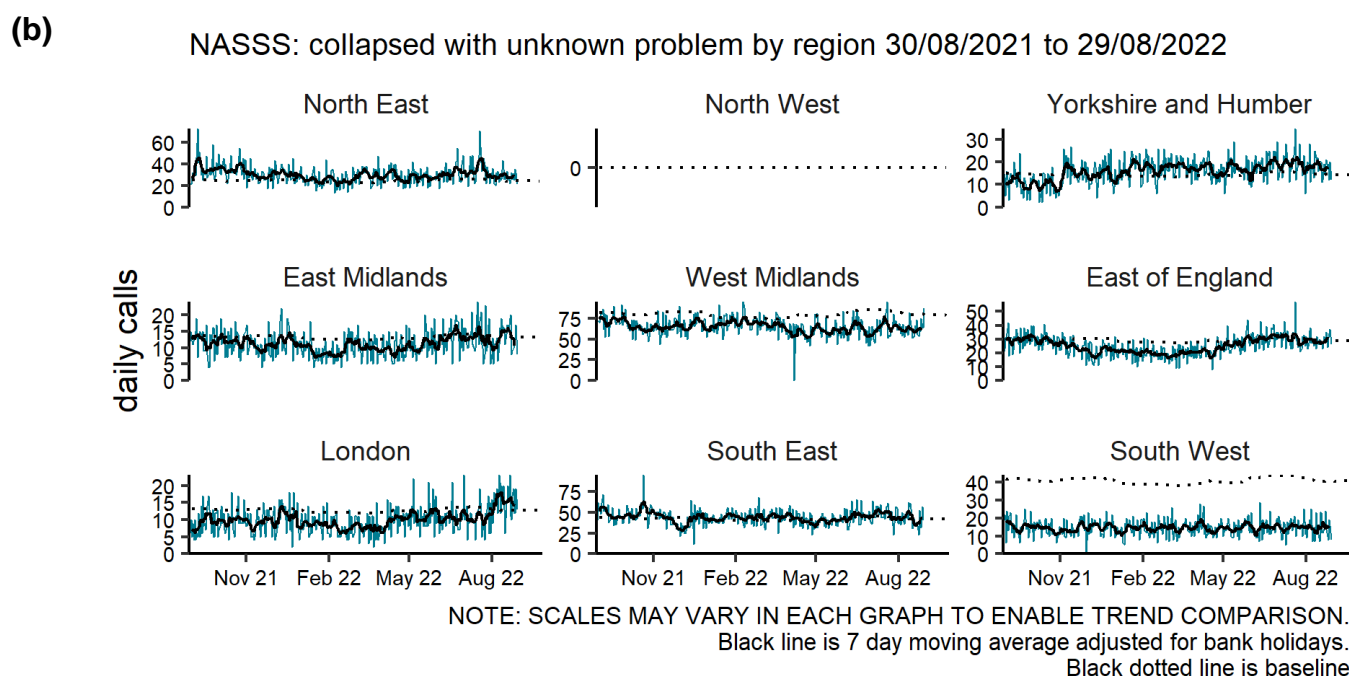 (b)
NASSS: collapsed with unknown problem by region 30/08/2021 to 29/08/2022
North East
North West
Yorkshire and Humber
60
40
20
0
0
30
20
10
0
daily calls
East Midlands
West Midlands
East of England
20
15
10
5
0
75
50
25
0
50
40
30
20
10
0
London
South East
South West
20
15
10
5
0
75
50
25
0
40
30
20
10
0
Nov 21 Feb 22 May 22 Aug 22
Nov 21 Feb 22 May 22 Aug 22
Nov 21 Feb 22 May 22 Aug 22
NOTE: SCALES MAY VARY IN EACH GRAPH TO ENABLE TREND COMPARISON.
Black line is 7 day moving average adjusted for bank holidays.
Black dotted line is baseline